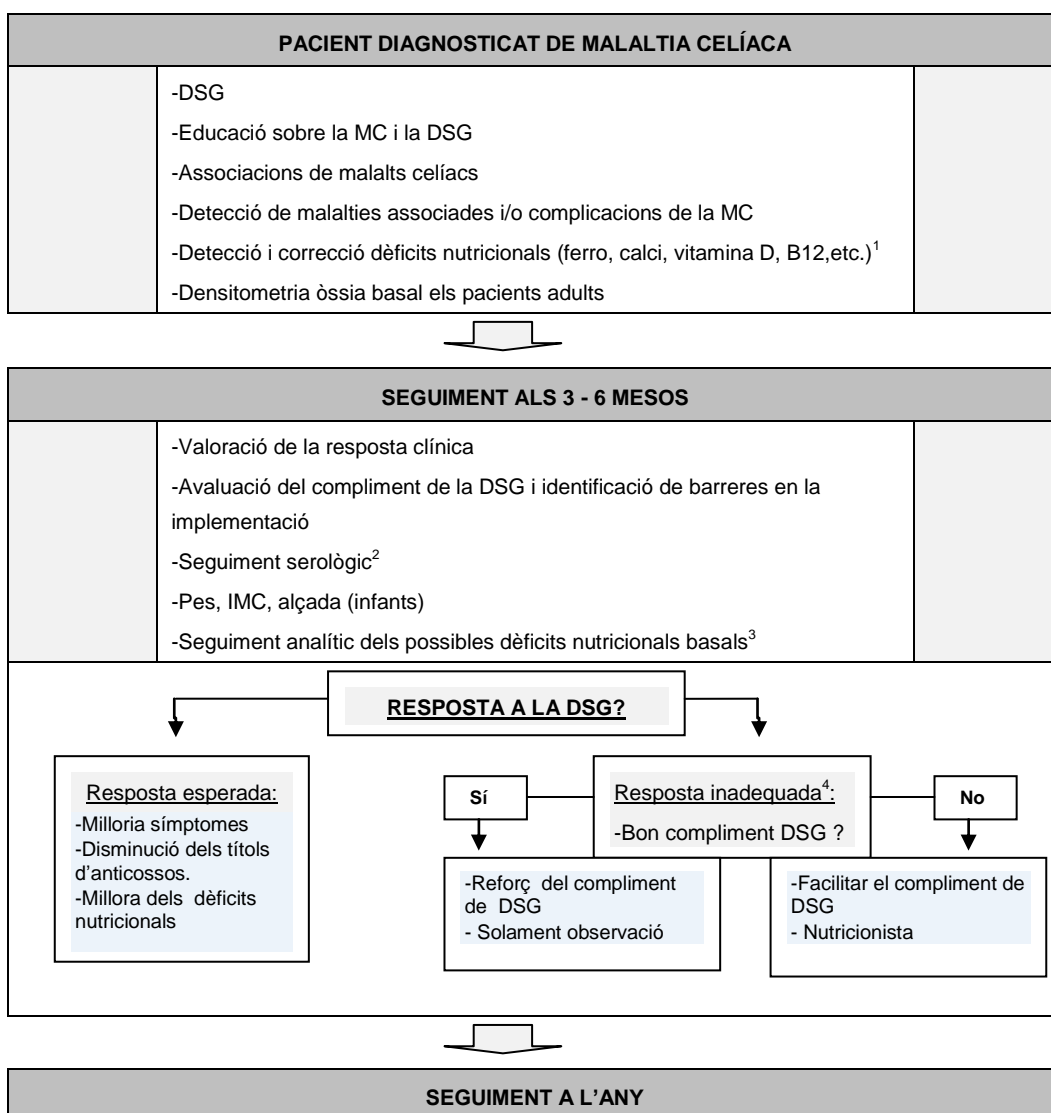 PACIENT DIAGNOSTICAT DE MALALTIA CELÍACA
-DSG
-Educació sobre la MC i la DSG
-Associacions de malalts celíacs
-Detecció de malalties associades i/o complicacions de la MC
-Detecció i correcció dèficits nutricionals (ferro, calci, vitamina D, B12,etc.)1
-Densitometria òssia basal els pacients adults
SEGUIMENT ALS 3 - 6 MESOS
-Valoració de la resposta clínica
-Avaluació del compliment de la DSG i identificació de barreres en la
implementació
-Seguiment serològic2
-Pes, IMC, alçada (infants)
-Seguiment analític dels possibles dèficits nutricionals basals3
RESPOSTA A LA DSG?
Resposta esperada:
-Milloria símptomes
-Disminució dels títols
d'anticossos.
-Millora dels dèficits
nutricionals
Sí
Resposta inadequada4:
-Bon compliment DSG ?
No
-Reforç del compliment
de DSG
- Solament observació
-Facilitar el compliment de
DSG
- Nutricionista
SEGUIMENT A L'ANY